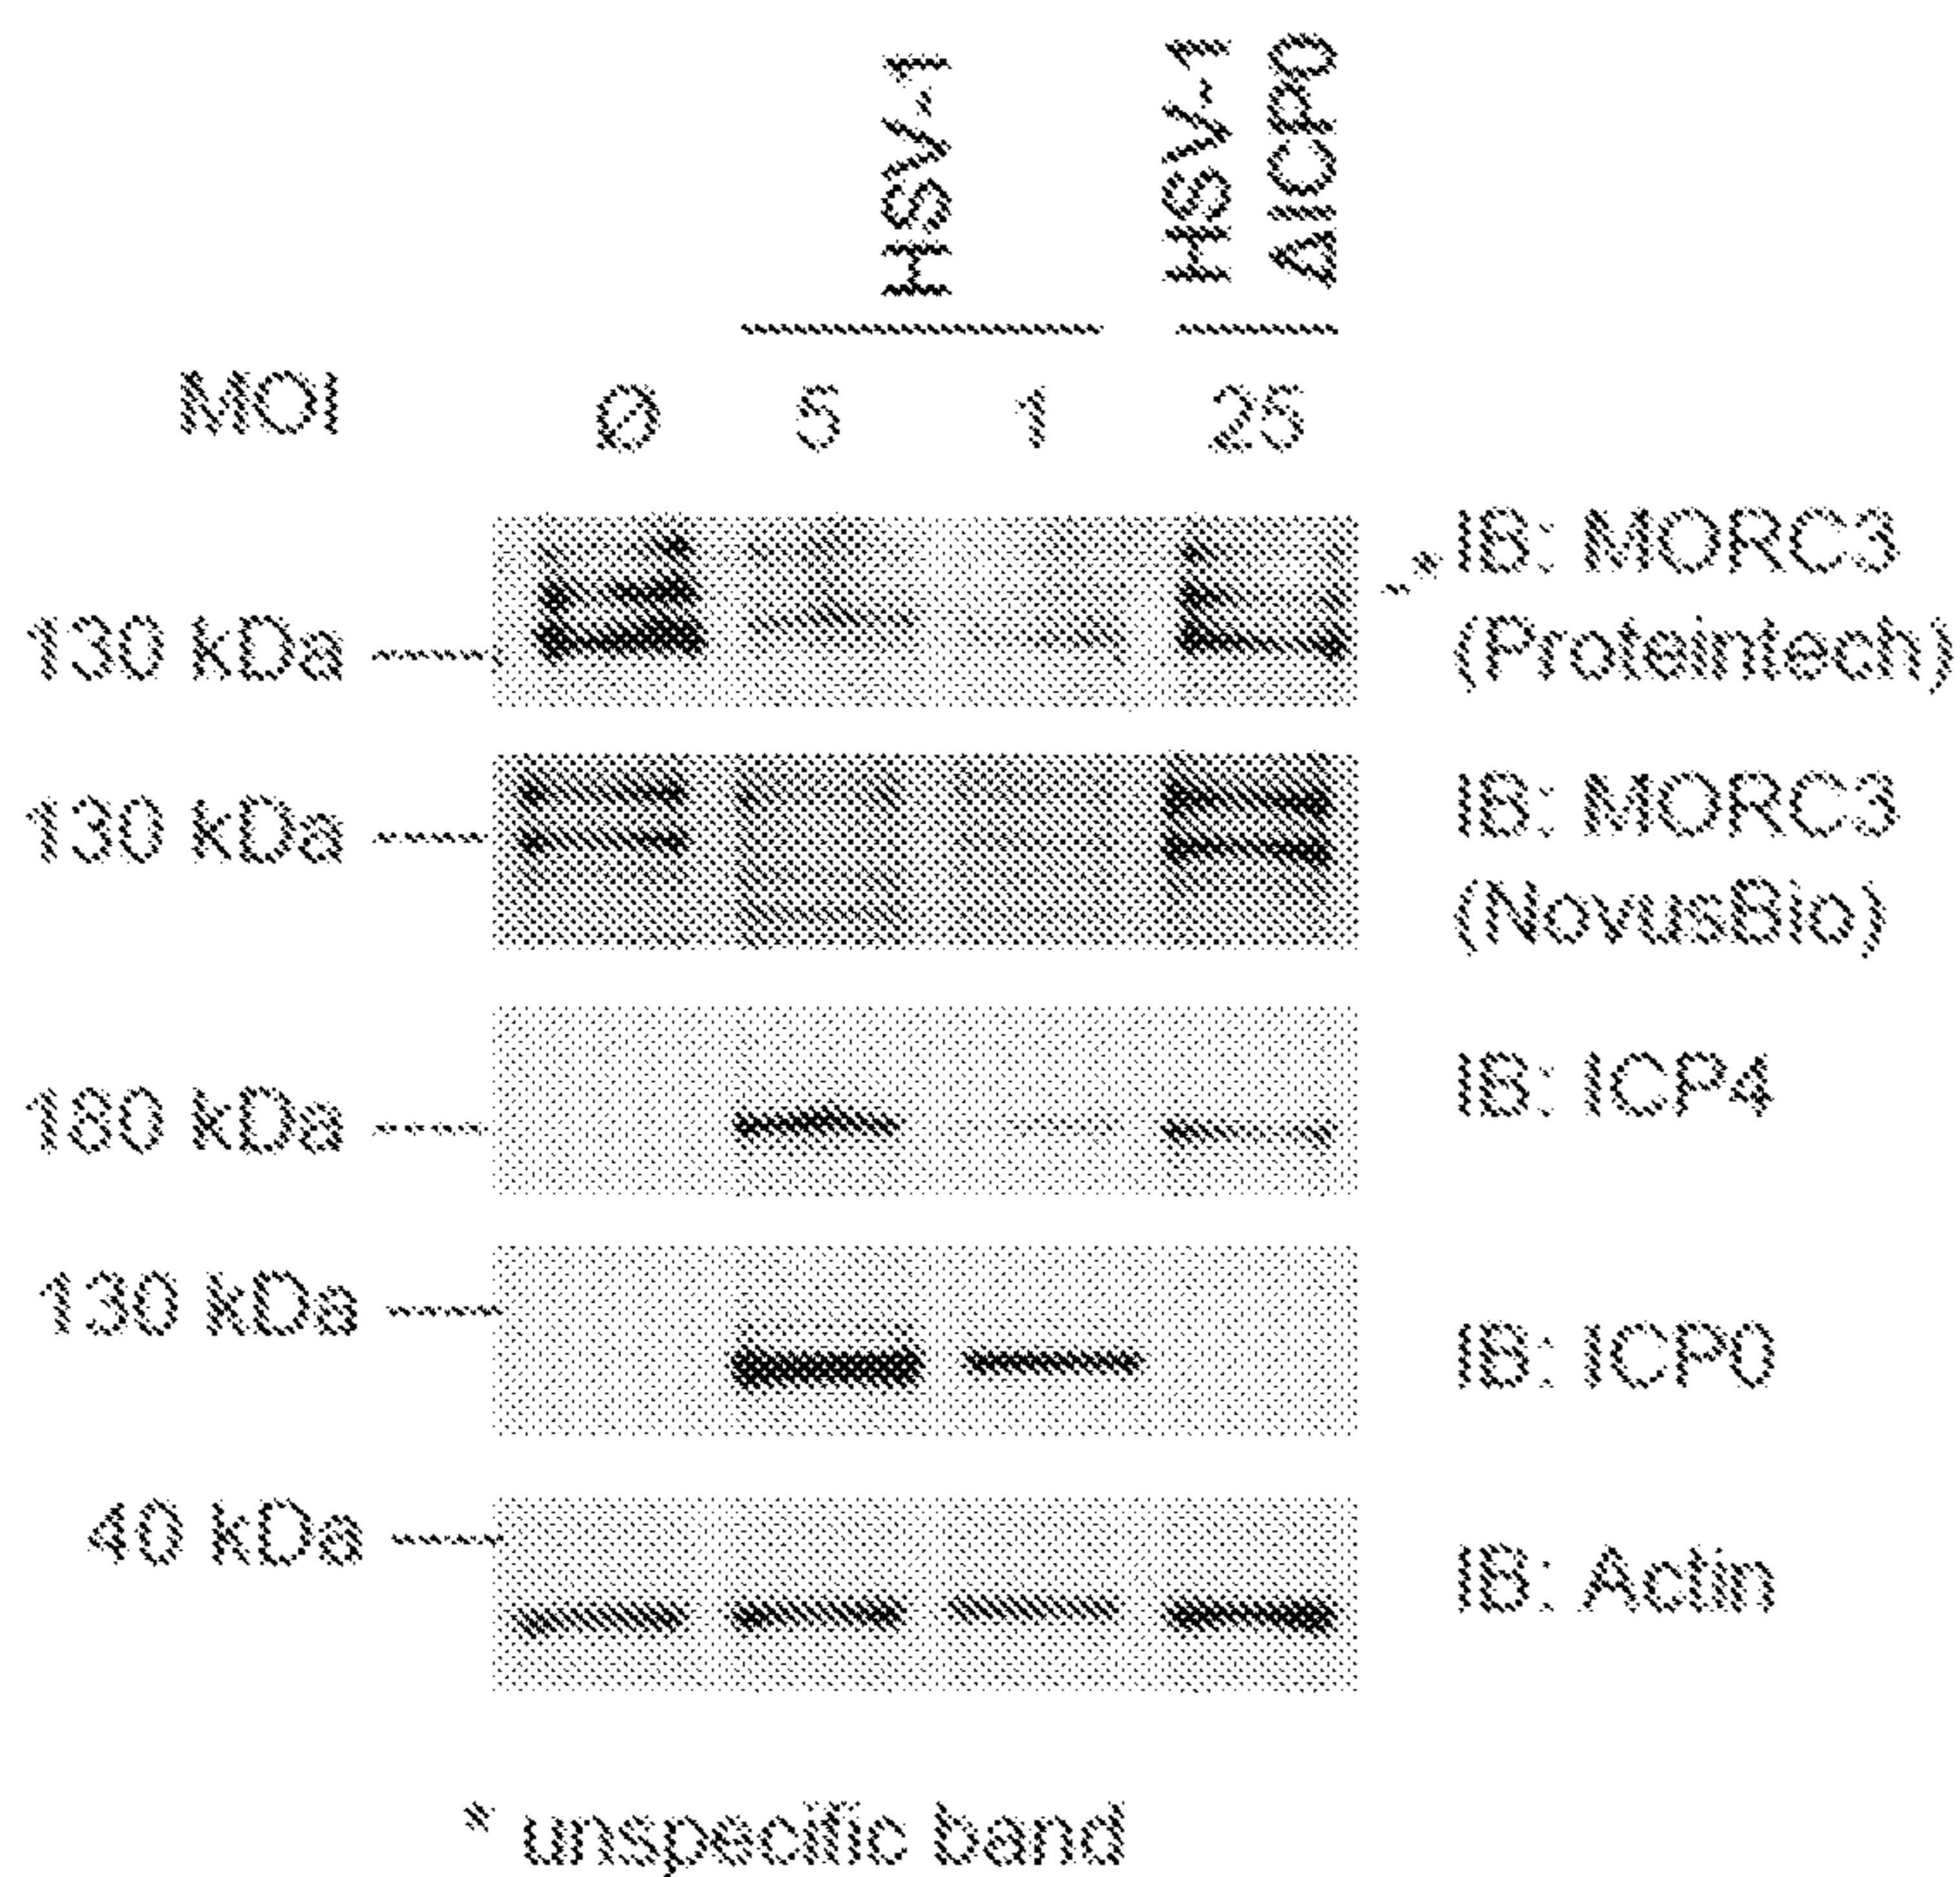 HSV-1
HSV-1
ΔICP0
MOI Ø 5 1 25
* IB: MORC3
130 kDa (Proteintech)
130 kDa IB: MORC3
(NovusBio)
180 kDa IB: ICP4
130 kDa IB: ICP0
40 kDa IB: Actin
* unspecific band